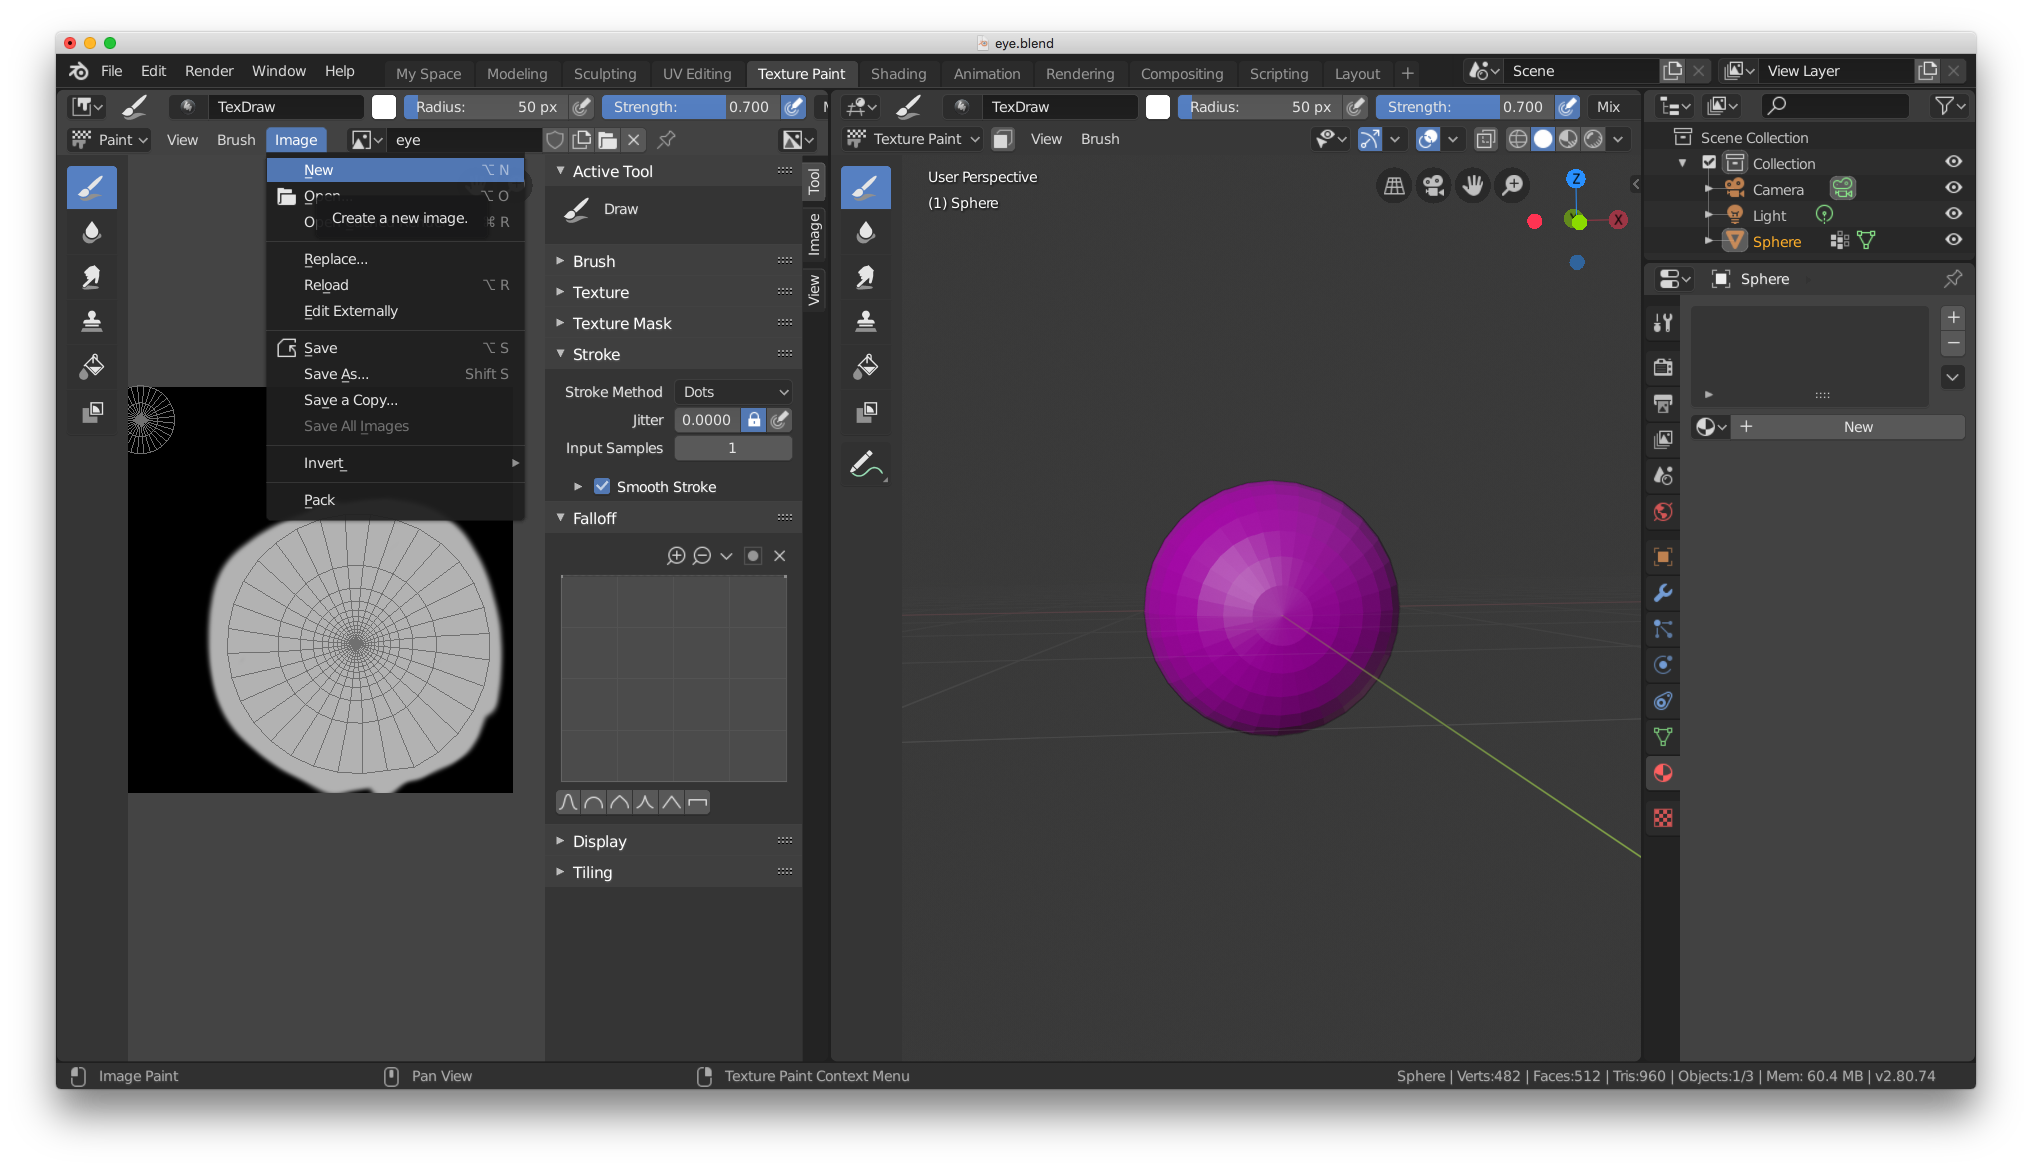 eye.blend
File Edit Render Window Help My Space Modeling Sculpting UV Editing Texture Paint Shading Animation Rendering Compositing Scripting Layout + Scene View Layer
TexDraw Radius: 50 px Strength: 0.700
Paint View Brush Image eye
New ⌥ N
Open... ⌥ O
⌘ R
Create a new image.
Replace...
Reload ⌥ R
Edit Externally
Save ⌥ S
Save As... Shift S
Save a Copy...
Save All Images
Invert
Pack
Active Tool
Draw
Brush
Texture
Texture Mask
Stroke
Stroke Method Dots
Jitter 0.0000
Input Samples 1
Smooth Stroke
Falloff
Display
Tiling
Tool
Image
View
TexDraw Radius: 50 px Strength: 0.700 Mix
Texture Paint View Brush
User Perspective
(1) Sphere
Z
X
Scene Collection
Collection
Camera
Light
Sphere
Sphere
New
Image Paint Pan View Texture Paint Context Menu Sphere | Verts:482 | Faces:512 | Tris:960 | Objects:1/3 | Mem: 60.4 MB | v2.80.74